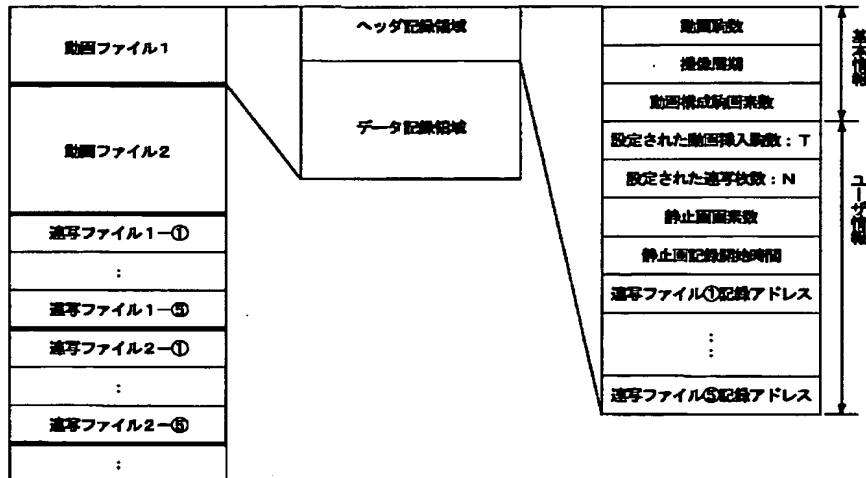 動画ファイル1
動画ファイル2
連写ファイル1ー①
:
連写ファイル1ー⑤
連写ファイル2ー①
:
連写ファイル2ー⑤
:
ヘッダ記録領域
データ記録領域
動画駒数
撮像周期
動画構成駒画素数
設定された動画挿入駒数:T
設定された連写枚数:N
静止画画素数
静止画記録開始時間
連写ファイル①記録アドレス
:
:
連写ファイル⑤記録アドレス
基本情報
ユーザ情報